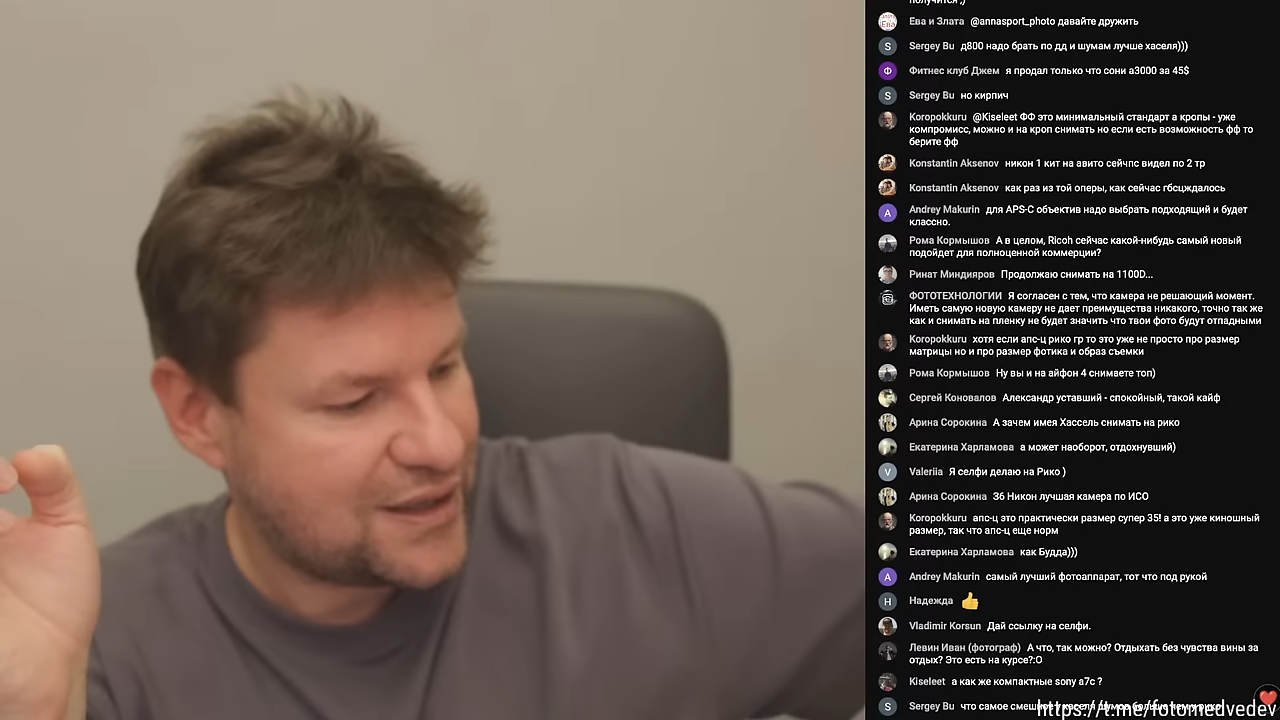 получится ;)
Ева и Злата @annasport_photo давайте дружить
Sergey Bu д800 надо брать по дд и шумам лучше хаселя)))
Фитнес клуб Джем я продал только что сони а3000 за 45$
Sergey Bu но кирпич
Koropokkuru @Kiseleet ФФ это минимальный стандарт а кропы - уже
компромисс, можно и на кроп снимать но если есть возможность фф то
берите фф
Konstantin Aksenov никон 1 кит на авито сейчпс видел по 2 тр
Konstantin Aksenov как раз из той оперы, как сейчас гбсцждалось
Andrey Makurin для APS-C объектив надо выбрать подходящий и будет
классно.
Рома Кормышов А в целом, Ricoh сейчас какой-нибудь самый новый
подойдет для полноценной коммерции?
Ринат Миндияров Продолжаю снимать на 1100D...
ФОТОТЕХНОЛОГИИ Я согласен с тем, что камера не решающий момент.
Иметь самую новую камеру не дает преимущества никакого, точно так же
как и снимать на пленку не будет значить что твои фото будут отпадными
Koropokkuru хотя если апс-ц рико гр то это уже не просто про размер
матрицы но и про размер фотика и образ съемки
Рома Кормышов Ну вы и на айфон 4 снимаете топ)
Сергей Коновалов Александр уставший - спокойный, такой кайф
Арина Сорокина А зачем имея Хассель снимать на рико
Екатерина Харламова а может наоборот, отдохнувший)
Valeriia Я селфи делаю на Рико )
Арина Сорокина З6 Никон лучшая камера по ИСО
Koropokkuru апс-ц это практически размер супер 35! а это уже киношный
размер, так что апс-ц еще норм
Екатерина Харламова как Будда)))
Andrey Makurin самый лучший фотоаппарат, тот что под рукой
Надежда 👍
Vladimir Korsun Дай ссылку на селфи.
Левин Иван (фотограф) А что, так можно? Отдыхать без чувства вины за
отдых? Это есть на курсе?:О
Kiseleet а как же компактные sony a7c ?
Sergey Bu что самое смешное у хаселя шумов больше чем у рико
https://t.me/fotomedvedev